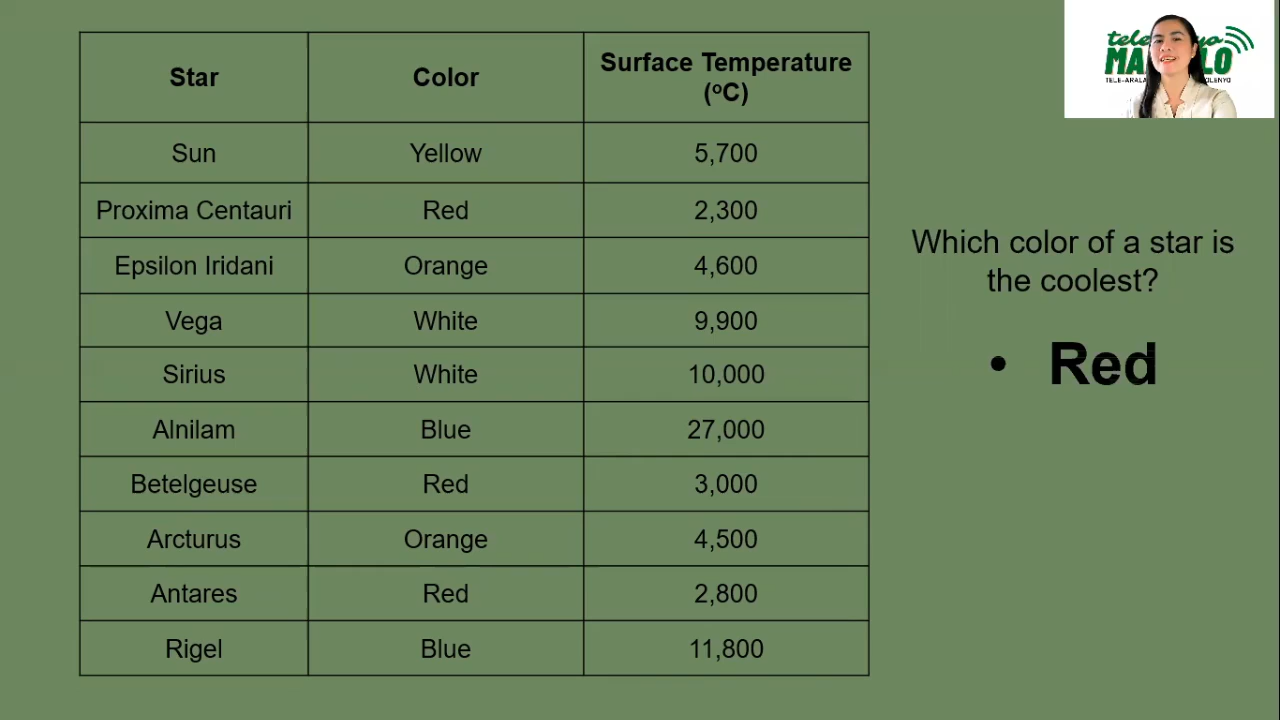 Star Color Surface Temperature
(ºC)
Sun Yellow 5,700
Proxima Centauri Red 2,300
Epsilon Iridani Orange 4,600
Vega White 9,900
Sirius White 10,000
Alnilam Blue 27,000
Betelgeuse Red 3,000
Arcturus Orange 4,500
Antares Red 2,800
Rigel Blue 11,800
Which color of a star is
the coolest?
• Red